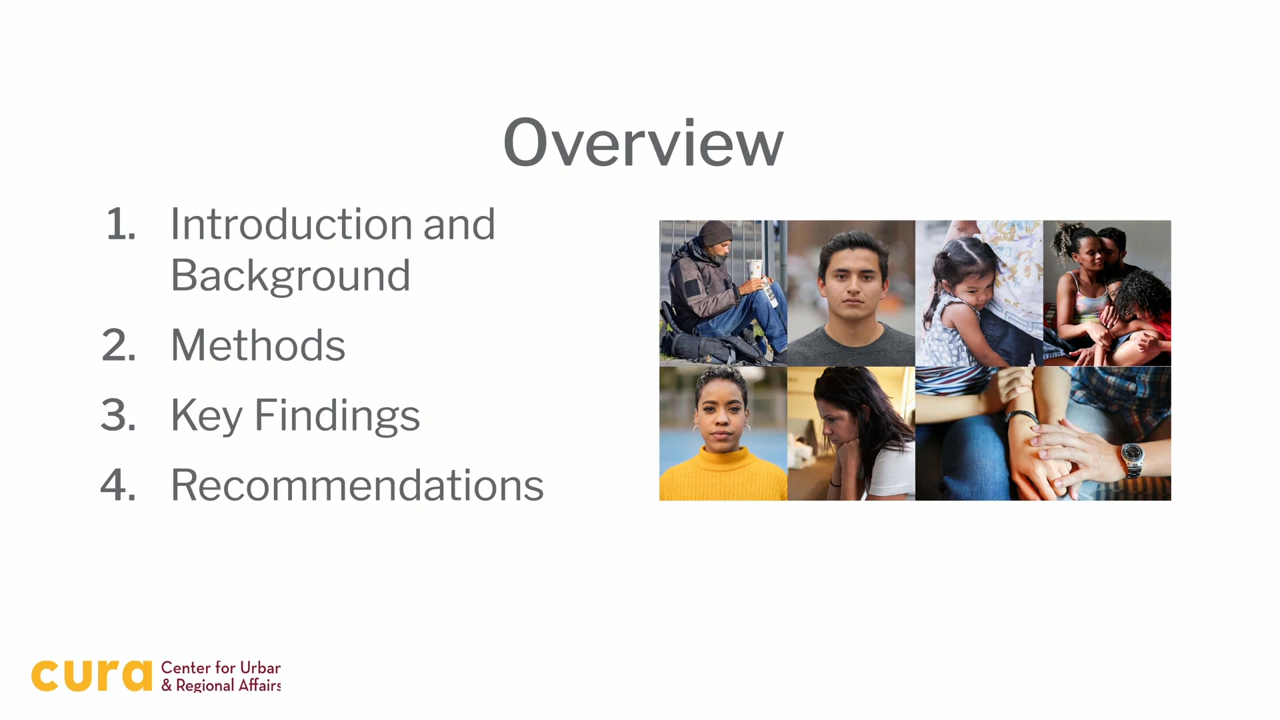 Overview
1. Introduction and
Background
2. Methods
3. Key Findings
4. Recommendations
cura Center for Urban
& Regional Affairs